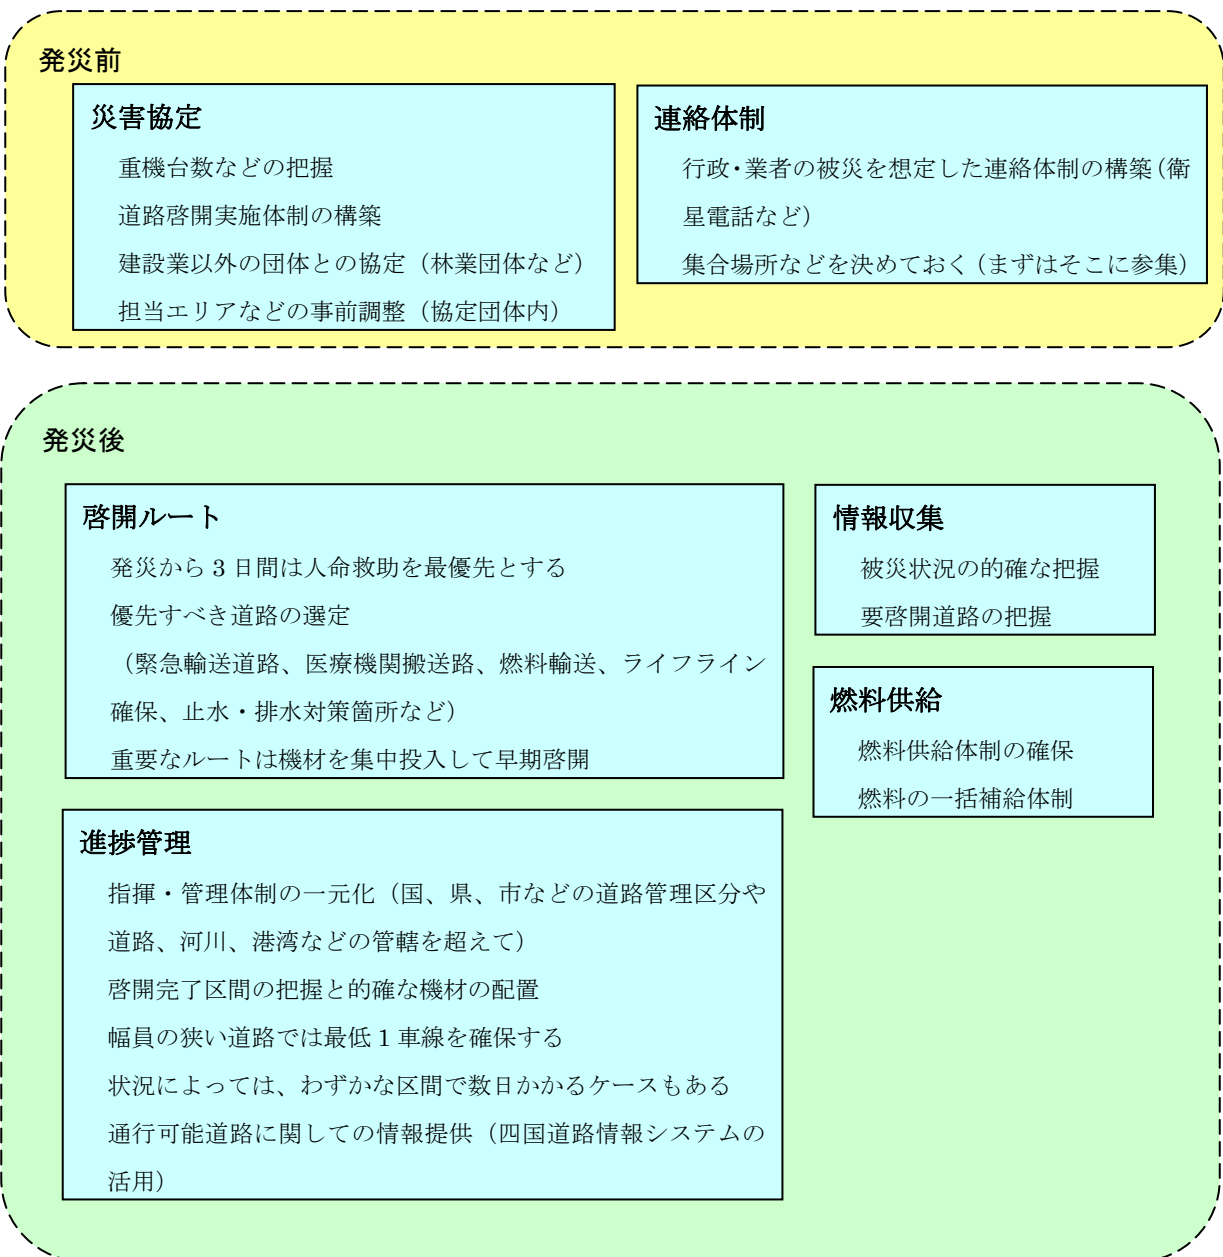 発災前
災害協定
重機台数などの把握
道路啓開実施体制の構築
建設業以外の団体との協定（林業団体など）
担当エリアなどの事前調整（協定団体内）
連絡体制
行政・業者の被災を想定した連絡体制の構築（衛
星電話など）
集合場所などを決めておく（まずはそこに参集）
発災後
啓開ルート
発災から 3 日間は人命救助を最優先とする
優先すべき道路の選定
（緊急輸送道路、医療機関搬送路、燃料輸送、ライフライン
確保、止水・排水対策箇所など）
重要なルートは機材を集中投入して早期啓開
情報収集
被災状況の的確な把握
要啓開道路の把握
燃料供給
燃料供給体制の確保
燃料の一括補給体制
進捗管理
指揮・管理体制の一元化（国、県、市などの道路管理区分や
道路、河川、港湾などの管轄を超えて）
啓開完了区間の把握と的確な機材の配置
幅員の狭い道路では最低 1 車線を確保する
状況によっては、わずかな区間で数日かかるケースもある
通行可能道路に関しての情報提供（四国道路情報システムの
活用）